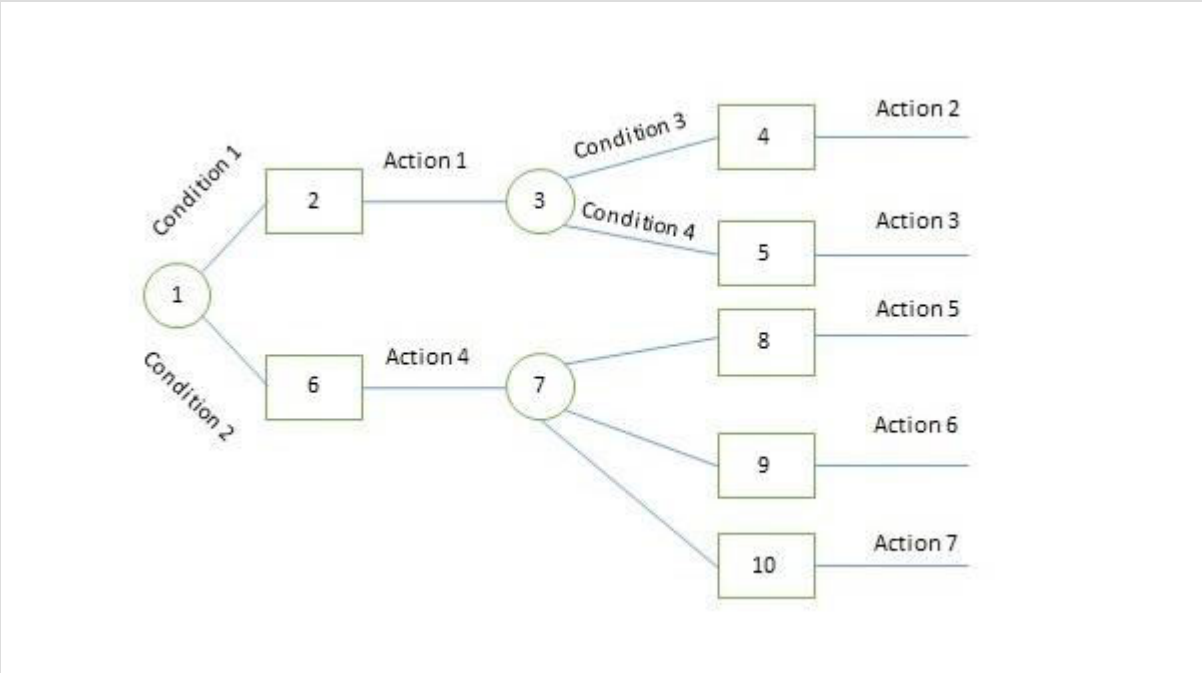 Action 2
Condition 3
4
Condition 1
Action 1
2
3
Condition 4
Action 3
5
1
Action 5
8
Condition 2
Action 4
6
7
Action 6
9
Action 7
10